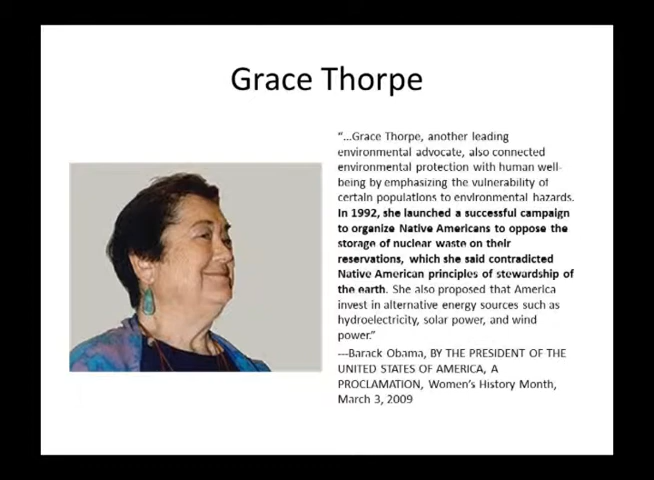 Grace Thorpe
“...Grace Thorpe, another leading
environmental advocate, also connected
environmental protection with human well-
being by emphasizing the vulnerability of
certain populations to environmental hazards.
In 1992, she launched a successful campaign
to organize Native Americans to oppose the
storage of nuclear waste on their
reservations, which she said contradicted
Native American principles of stewardship of
the earth. She also proposed that America
invest in alternative energy sources such as
hydroelectricity, solar power, and wind
power.”
---Barack Obama, BY THE PRESIDENT OF THE
UNITED STATES OF AMERICA, A
PROCLAMATION, Women’s History Month,
March 3, 2009